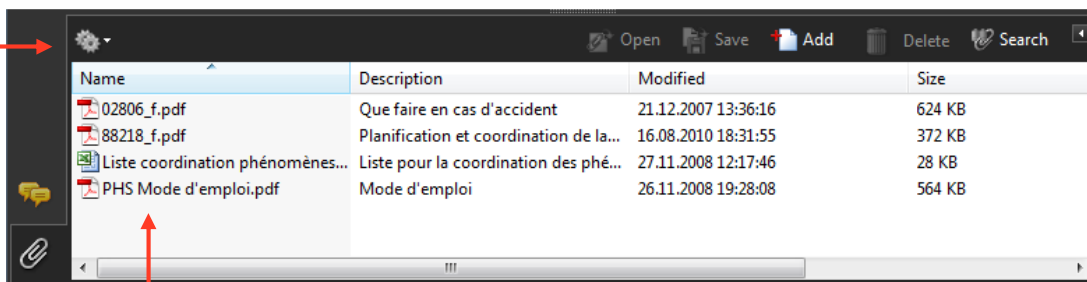 Open Save Add Delete Search
Name Description Modified Size
02806_f.pdf Que faire en cas d'accident 21.12.2007 13:36:16 624 KB
88218_f.pdf Planification et coordination de la... 16.08.2010 18:31:55 372 KB
Liste coordination phénomènes... Liste pour la coordination des phé... 27.11.2008 12:17:46 28 KB
PHS Mode d'emploi.pdf Mode d'emploi 26.11.2008 19:28:08 564 KB